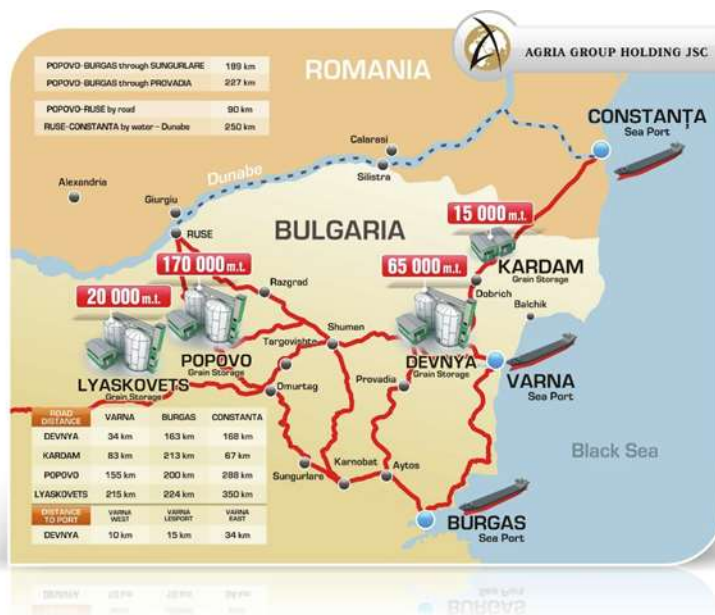 AGRIA GROUP HOLDING JSC
POPOVO-BURGAS through SUNGURLARE 199 km
POPOVO-BURGAS through PROVADIA 227 km
POPOVO-RUSE by road 90 km
RUSE-CONSTANTA by water - Dunabe 250 km
ROMANIA
CONSTANȚA
Sea Port
Calarasi
Silistra
Dunabe
Alexandria
Giurgiu
RUSE
BULGARIA
15 000 m.t.
KARDAM
Grain Storage
170 000 m.t.
65 000 m.t.
20 000 m.t.
Razgrad
Dobrich
Balchik
Targovishte
Shumen
POPOVO
Grain Storage
DEVNYA
Grain Storage
LYASKOVETS
Grain Storage
VARNA
Sea Port
Omurtag
Provadia
ROAD DISTANCE VARNA BURGAS CONSTANTA
DEVNYA 34 km 163 km 168 km
KARDAM 83 km 213 km 67 km
POPOVO 155 km 200 km 288 km
LYASKOVETS 215 km 224 km 350 km
DISTANCE TO PORT VARNA WEST VARNA LESPORT VARNA EAST
DEVNYA 10 km 15 km 34 km
Black Sea
Sungurlare
Karnobat
Aytos
BURGAS
Sea Port